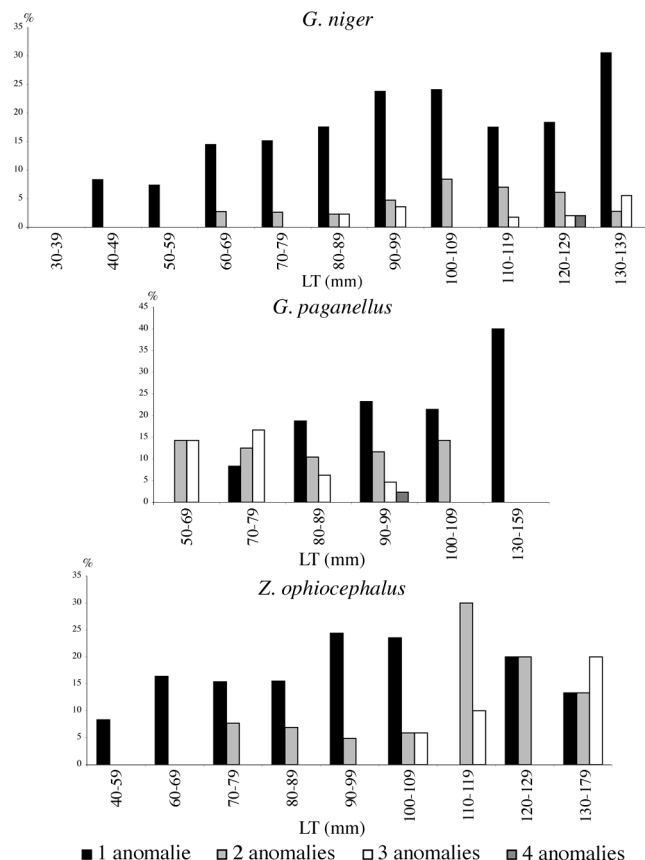 G. niger
%
35
30
25
20
15
10
5
0
30-39 40-49 50-59 60-69 70-79 80-89 90-99 100-109 110-119 120-129 130-139
LT (mm)
G. paganellus
%
45
40
35
30
25
20
15
10
5
0
50-69 70-79 80-89 90-99 100-109 130-159
LT (mm)
Z. ophiocephalus
%
35
30
25
20
15
10
5
0
40-59 60-69 70-79 80-89 90-99 100-109 110-119 120-129 130-179
LT (mm)
1 anomalie 2 anomalies 3 anomalies 4 anomalies